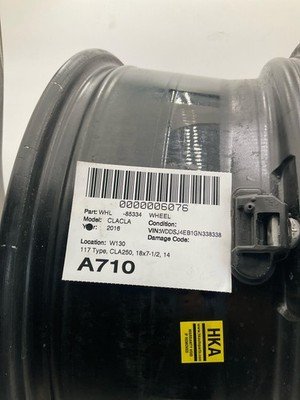 0000006076
Part: WHL -85334 WHEEL
Model: CLACLA Condition:
Year: 2016 VIN:WDDSJ4EB1GN338338
Damage Code:
Location: W130
117 Type, CLA250, 18x7-1/2, 14
A710
HKA